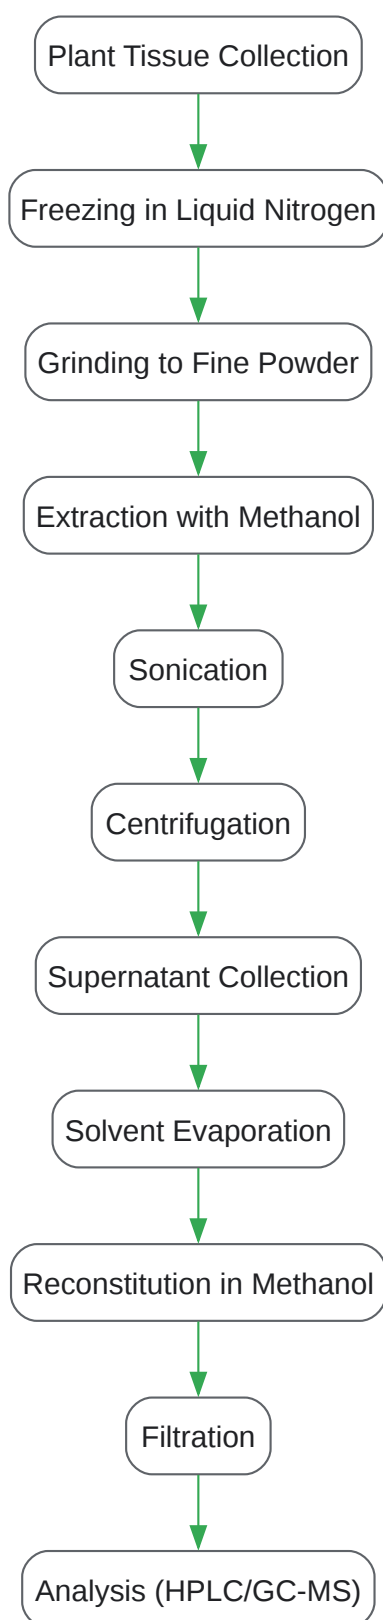 Plant Tissue Collection
Freezing in Liquid Nitrogen
Grinding to Fine Powder
Extraction with Methanol
Sonication
Centrifugation
Supernatant Collection
Solvent Evaporation
Reconstitution in Methanol
Filtration
Analysis (HPLC/GC-MS)